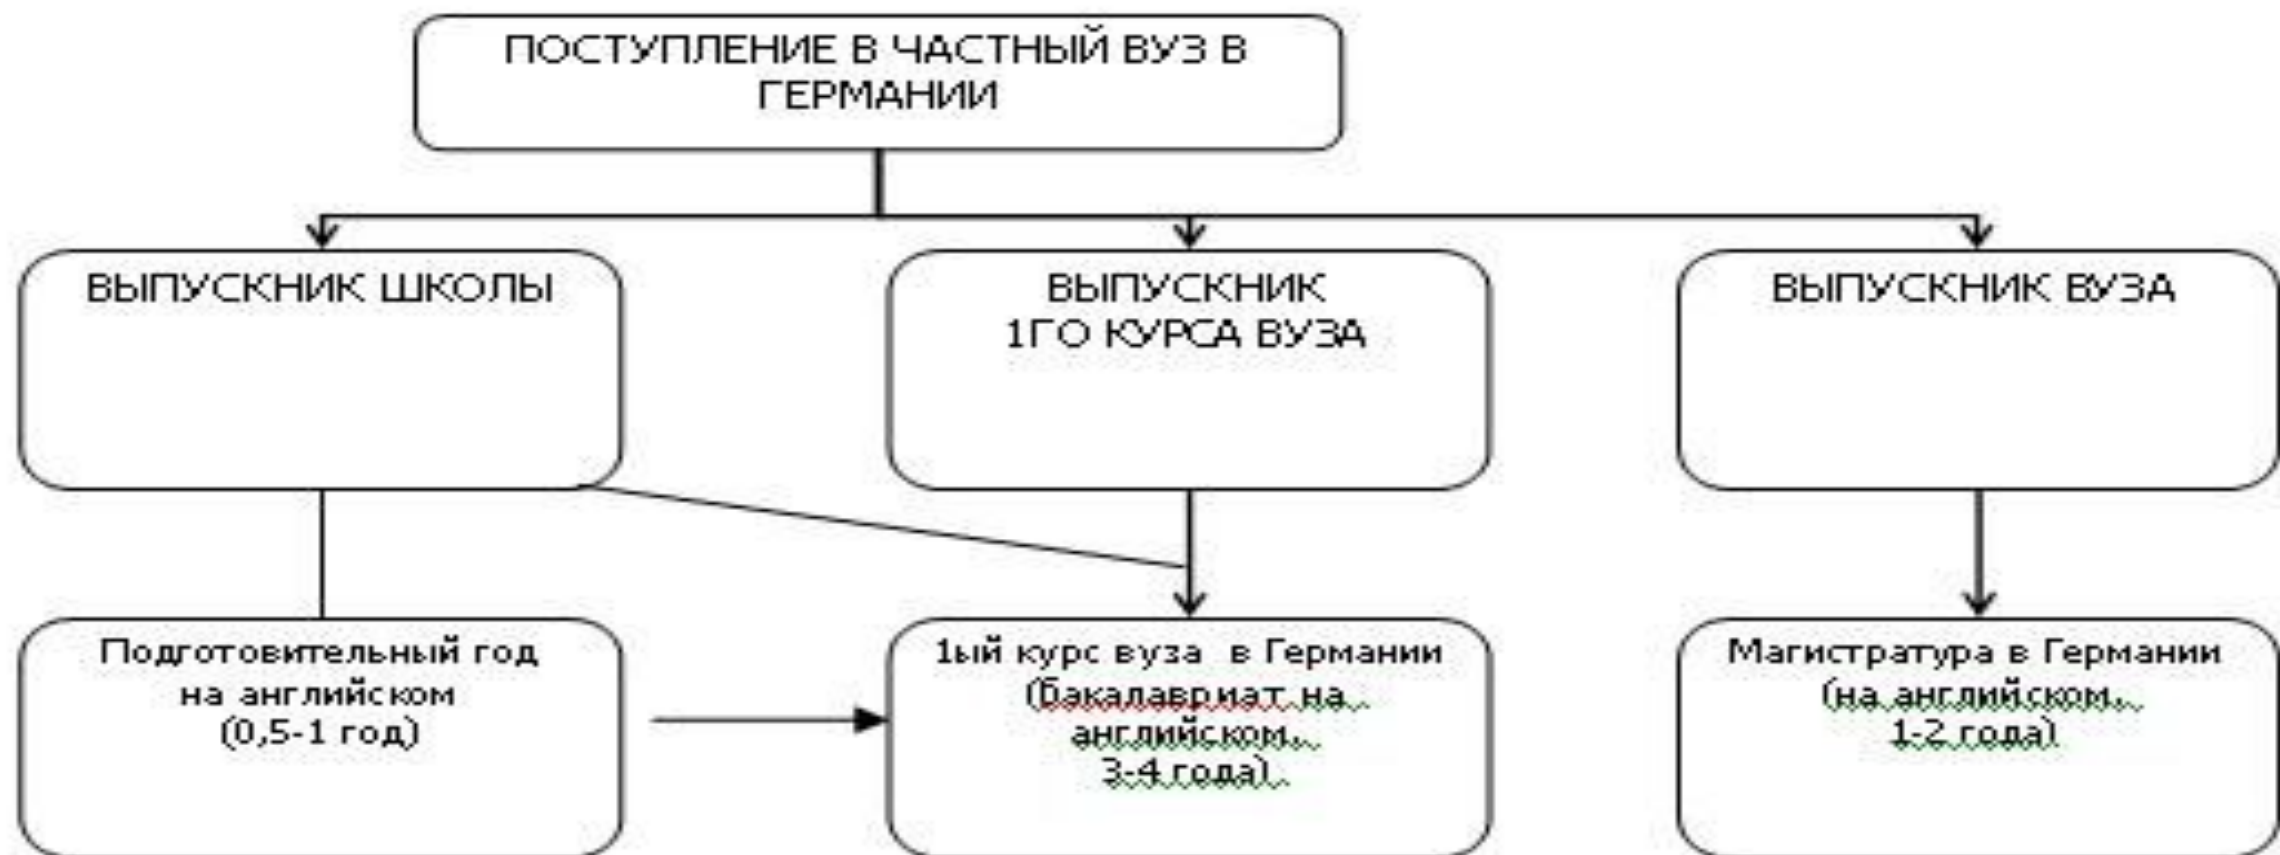 ПОСТУПЛЕНИЕ В ЧАСТНЫЙ ВУЗ В
ГЕРМАНИИ
ВЫПУСКНИК ШКОЛЫ
ВЫПУСКНИК
1ГО КУРСА ВУЗА
ВЫПУСКНИК ВУЗА
Подготовительный год
на английском
(0,5-1 год)
1ый курс вуза в Германии
(бакалавриат на
английском,
3-4 года)
Магистратура в Германии
(на английском,
1-2 года)